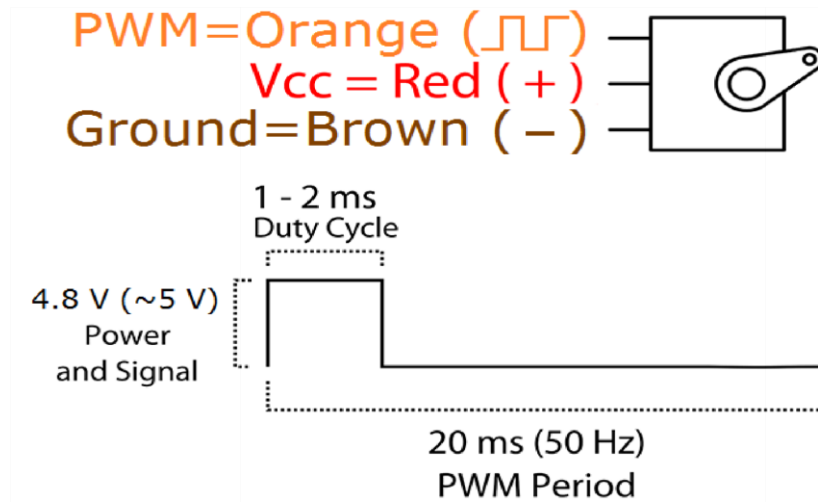 PWM=Orange (⎍⎍)
Vcc = Red ( + )
Ground=Brown ( − )
1 - 2 ms
Duty Cycle
4.8 V (~5 V)
Power
and Signal
20 ms (50 Hz)
PWM Period